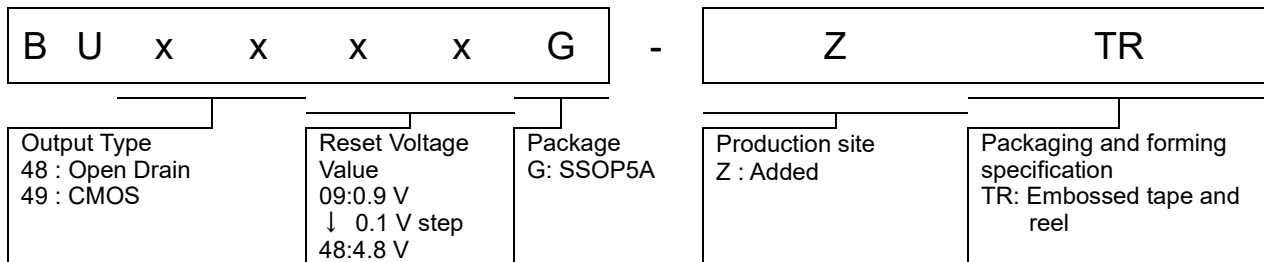 B U x x x x G - Z TR
Output Type
48 : Open Drain
49 : CMOS
Reset Voltage
Value
09:0.9 V
↓ 0.1 V step
48:4.8 V
Package
G: SSOP5A
Production site
Z : Added
Packaging and forming
specification
TR: Embossed tape and
reel